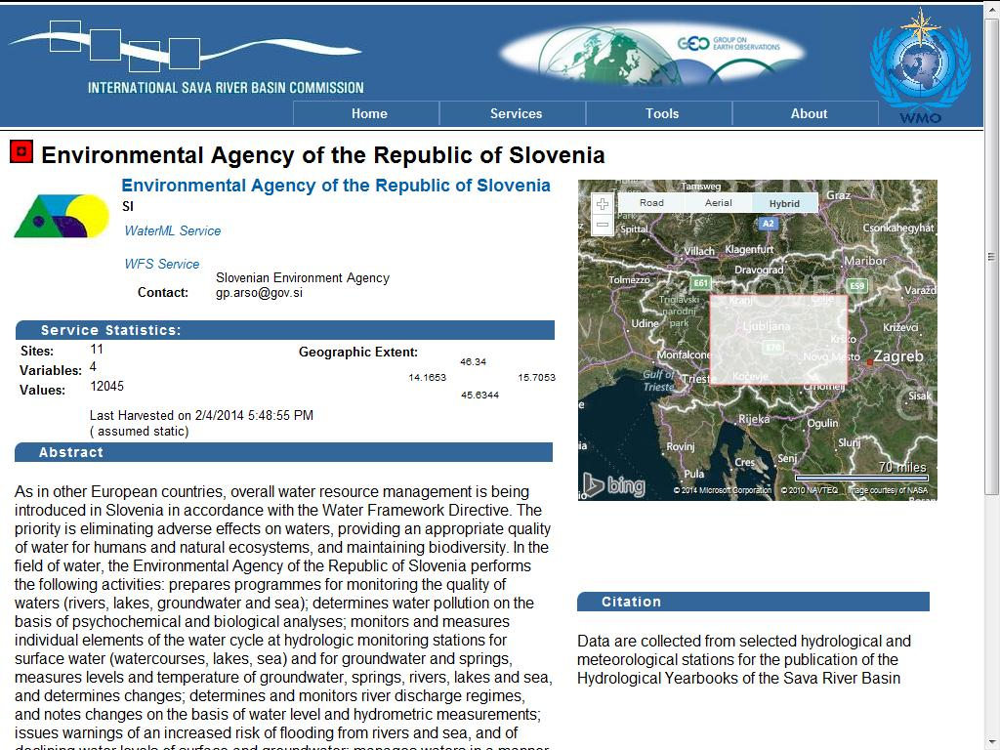 INTERNATIONAL SAVA RIVER BASIN COMMISSION
GEO GROUP ON
EARTH OBSERVATIONS
WMO
Home Services Tools About
Environmental Agency of the Republic of Slovenia
Environmental Agency of the Republic of Slovenia
SI
WaterML Service
WFS Service
Slovenian Environment Agency
Contact: gp.arso@gov.si
Service Statistics:
Sites: 11
Variables: 4
Values: 12045
Geographic Extent:
46.34
14.1653 15.7053
45.6344
Last Harvested on 2/4/2014 5:48:55 PM
( assumed static)
Abstract
As in other European countries, overall water resource management is being
introduced in Slovenia in accordance with the Water Framework Directive. The
priority is eliminating adverse effects on waters, providing an appropriate quality
of water for humans and natural ecosystems, and maintaining biodiversity. In the
field of water, the Environmental Agency of the Republic of Slovenia performs
the following activities: prepares programmes for monitoring the quality of
waters (rivers, lakes, groundwater and sea); determines water pollution on the
basis of psychochemical and biological analyses; monitors and measures
individual elements of the water cycle at hydrologic monitoring stations for
surface water (watercourses, lakes, sea) and for groundwater and springs,
measures levels and temperature of groundwater, springs, rivers, lakes and sea,
and determines changes; determines and monitors river discharge regimes,
and notes changes on the basis of water level and hydrometric measurements;
issues warnings of an increased risk of flooding from rivers and sea, and of
declining water levels of surface and groundwater; manages waters in a manner
Tamsweg
Road Aerial Hybrid
Graz
A2
Spittal
Csonkahegyhát
Villach Klagenfurt
Maribor
Dravograd
Tolmezzo
E61
E59
Varazd
Triglavski
narodni
park
Kranj
Celje
Udine
Ljubljana
Križevci
Krsko
E70
Monfalcone
Novo Mesto
Zagreb
Gulf of
Trieste
Trieste
Kočevje
Crnomelj
Sisak
Rijeka
Ogulin
Rovinj
Slunj
Cres
Senj
Pula
70 miles
bing
© 2014 Microsoft Corporation © 2010 NAVTEQ Image courtesy of NASA
Citation
Data are collected from selected hydrological and
meteorological stations for the publication of the
Hydrological Yearbooks of the Sava River Basin